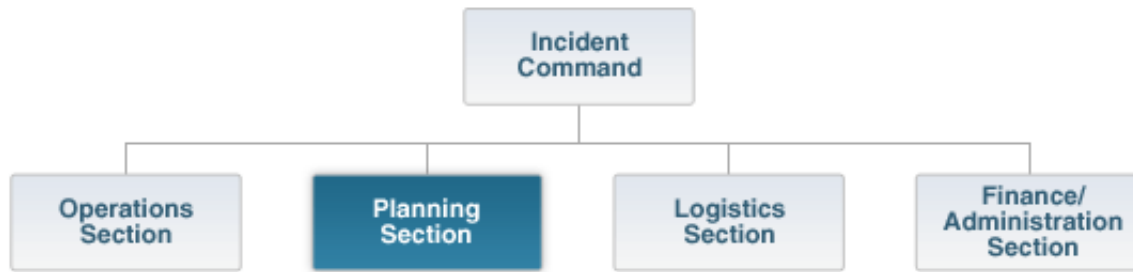 Incident
Command
Operations
Section
Planning
Section
Logistics
Section
Finance/
Administration
Section